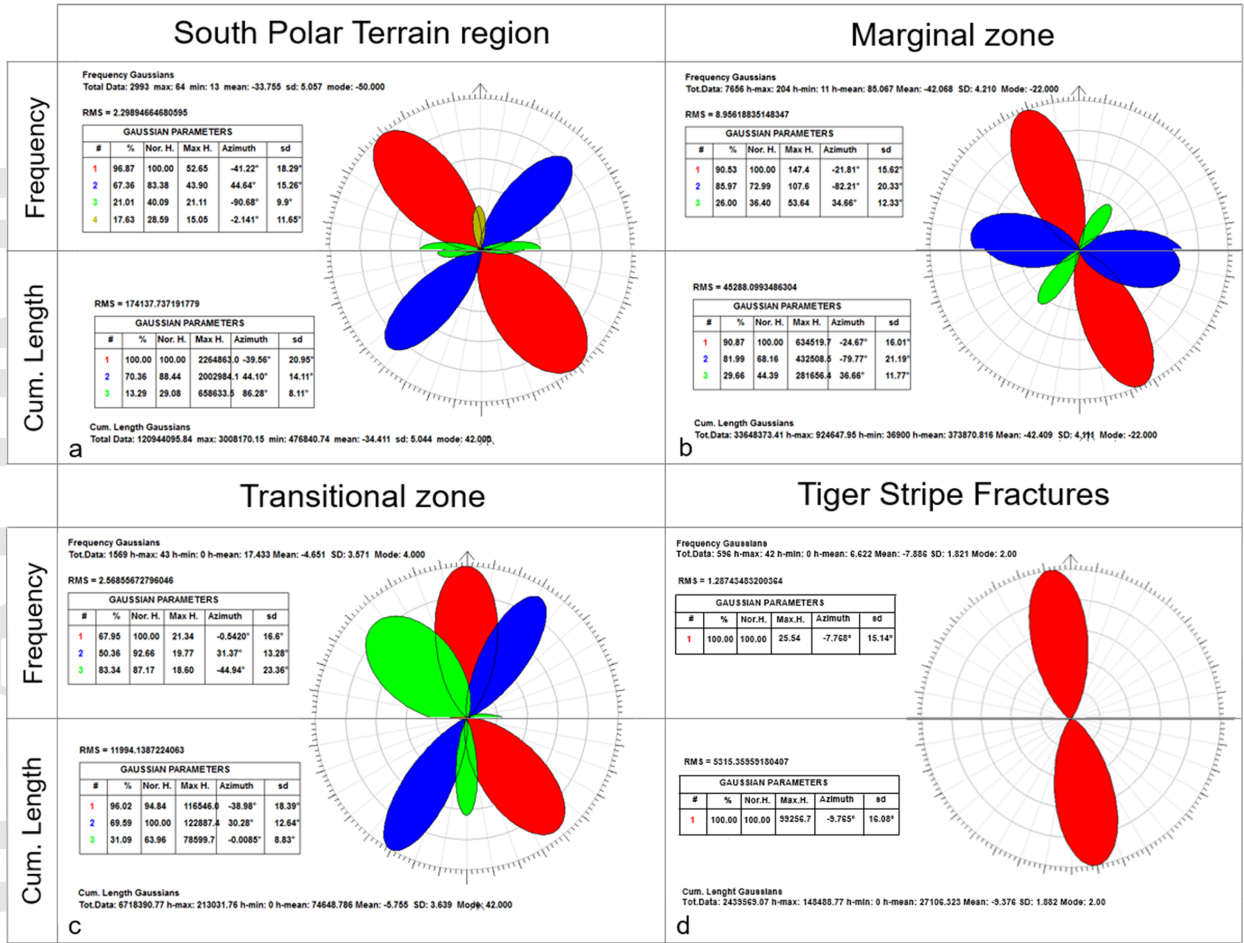 South Polar Terrain region
Marginal zone
Frequency
Cum. Length
Frequency Gaussians
Total Data: 2993 max: 64 min: 13 mean: -33.755 sd: 5.057 mode: -50.000
RMS = 2.29894664680595
GAUSSIAN PARAMETERS
# % Nor. H. Max H. Azimuth sd
1 96.87 100.00 52.65 -41.22° 18.29°
2 67.36 83.38 43.90 44.64° 15.26°
3 21.01 40.09 21.11 -90.68° 9.9°
4 17.63 28.59 15.05 -2.141° 11.65°
RMS = 174137.737191779
GAUSSIAN PARAMETERS
# % Nor. H. Max H. Azimuth sd
1 100.00 100.00 2264863.0 -39.56° 20.95°
2 70.36 88.44 2002984.1 44.10° 14.11°
3 13.29 29.08 658633.5 86.28° 8.11°
Cum. Length Gaussians
Total Data: 120944095.84 max: 3008170.15 min: 476840.74 mean: -34.411 sd: 5.044 mode: 42.000
a
Frequency Gaussians
Tot.Data: 7656 h-max: 204 h-min: 11 h-mean: 85.067 Mean: -42.068 SD: 4.210 Mode: -22.000
RMS = 8.95618835148347
GAUSSIAN PARAMETERS
# % Nor. H. Max H. Azimuth sd
1 90.53 100.00 147.4 -21.81° 15.62°
2 85.97 72.99 107.6 -82.21° 20.33°
3 26.00 36.40 53.64 34.66° 12.33°
RMS = 45288.0993486304
GAUSSIAN PARAMETERS
# % Nor. H. Max H. Azimuth sd
1 90.87 100.00 634519.7 -24.67° 16.01°
2 81.99 68.16 432508.5 -79.77° 21.19°
3 29.66 44.39 281656.4 36.66° 11.77°
Cum. Length Gaussians
Tot.Data: 33648373.41 h-max: 924647.95 h-min: 36900 h-mean: 373870.816 Mean: -42.409 SD: Mode: -22.000
b
Transitional zone
Tiger Stripe Fractures
Frequency
Cum. Length
Frequency Gaussians
Tot.Data: 1569 h-max: 43 h-min: 0 h-mean: 17.433 Mean: -4.651 SD: 3.571 Mode: 4.000
RMS = 2.56855672796046
GAUSSIAN PARAMETERS
# % Nor. H. Max H. Azimuth sd
1 67.95 100.00 21.34 -0.5420° 16.6°
2 50.36 92.66 19.77 31.37° 13.28°
3 83.34 87.17 18.60 -44.94° 23.36°
RMS = 11994.1387224063
GAUSSIAN PARAMETERS
# % Nor. H. Max H. Azimuth sd
1 96.02 94.84 116546.0 -38.98° 18.39°
2 69.59 100.00 122887.4 30.28° 12.64°
3 31.09 63.96 78599.7 -0.0085° 8.83°
Cum. Length Gaussians
Tot.Data: 6718390.77 h-max: 213031.76 h-min: 0 h-mean: 74648.786 Mean: -5.755 SD: 3.639 Mode: 42.000
c
Frequency Gaussians
Tot.Data: 596 h-max: 42 h-min: 0 h-mean: 6.622 Mean: -7.886 SD: 1.821 Mode: 2.00
RMS = 1.28743483200364
GAUSSIAN PARAMETERS
# % Nor.H. Max.H. Azimuth sd
1 100.00 100.00 25.54 -7.768° 15.14°
RMS = 5315.35959180407
GAUSSIAN PARAMETERS
# % Nor.H. Max.H. Azimuth sd
1 100.00 100.00 99256.7 -9.765° 16.08°
Cum. Lenght Gaussians
Tot.Data: 2439569.07 h-max: 148488.77 h-min: 0 h-mean: 27106.323 Mean: -9.376 SD: 1.882 Mode: 2.00
d